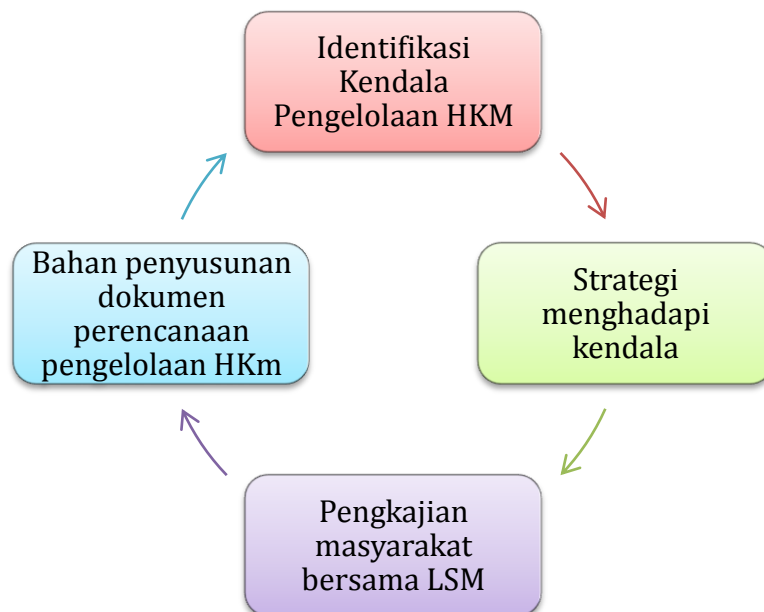 Identifikasi
Kendala
Pengelolaan HKM
Strategi
menghadapi
kendala
Pengkajian
masyarakat
bersama LSM
Bahan penyusunan
dokumen
perencanaan
pengelolaan HKm